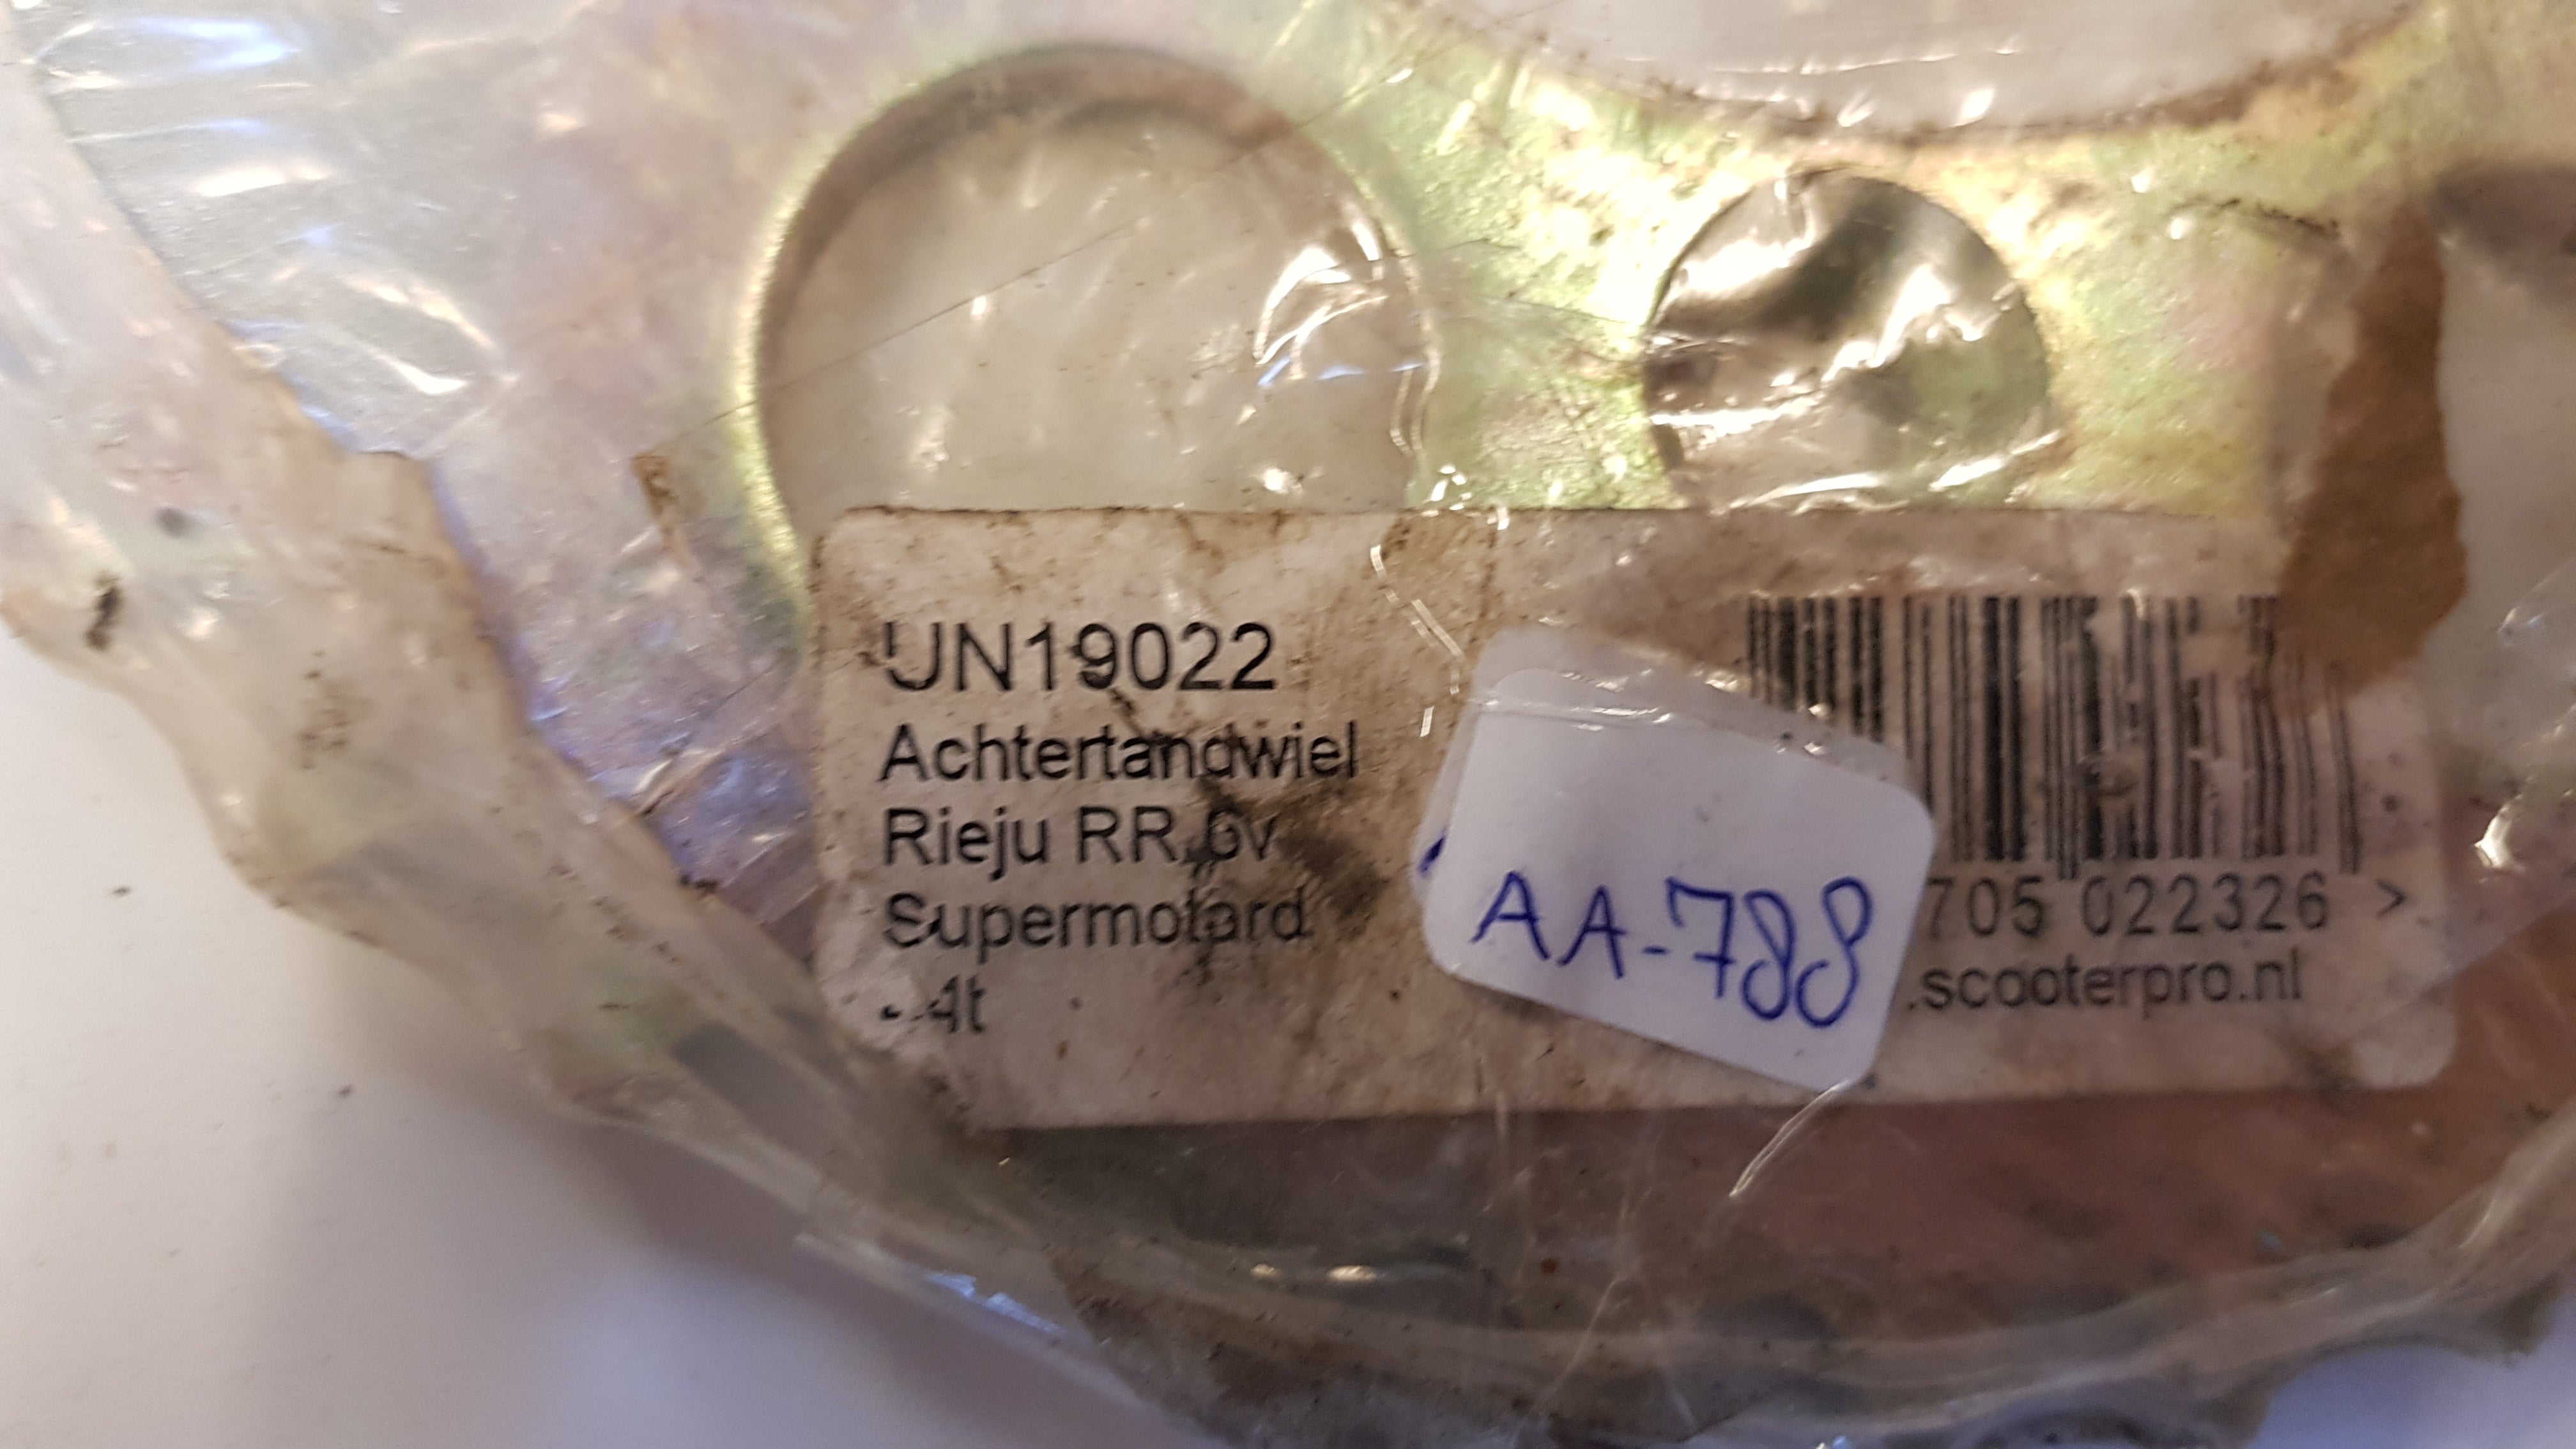 UN19022
Achtertandwiel
Rieju RR 6v
Supermotard
4t
AA-788
705 022326 >
.scooterpro.nl